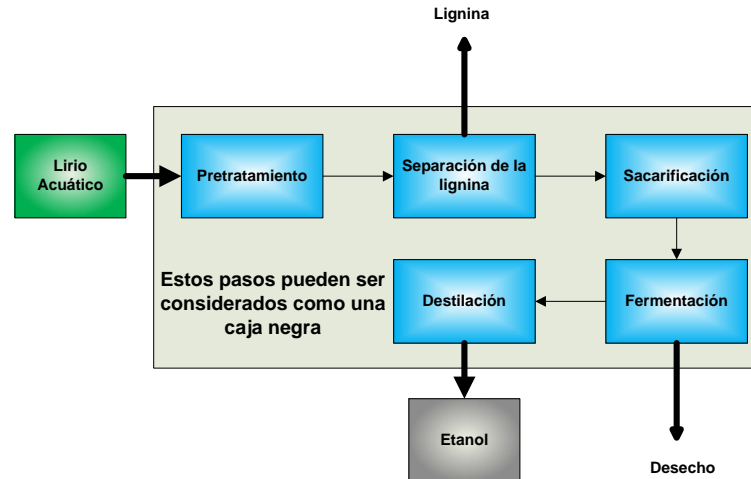 Lignina
Lirio
Acuático
Pretratamiento
Separación de la
lignina
Sacarificación
Estos pasos pueden ser
considerados como una
caja negra
Destilación
Fermentación
Etanol
Desecho